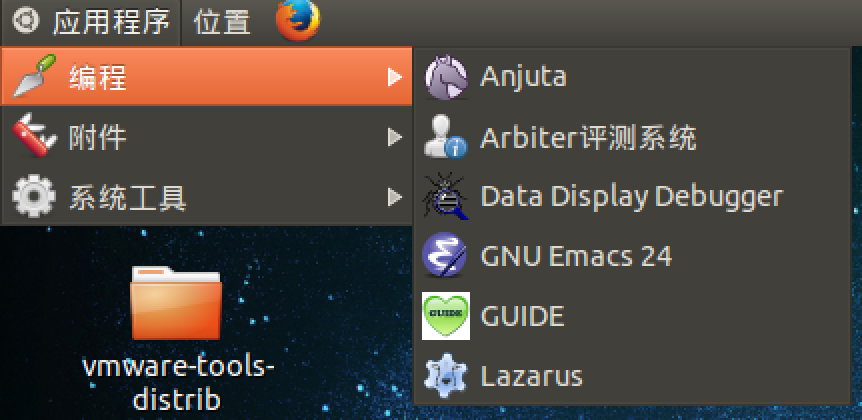 应用程序 位置
编程
附件
系统工具
Anjuta
Arbiter评测系统
Data Display Debugger
GNU Emacs 24
GUIDE
GUIDE
Lazarus
vmware-tools-
distrib